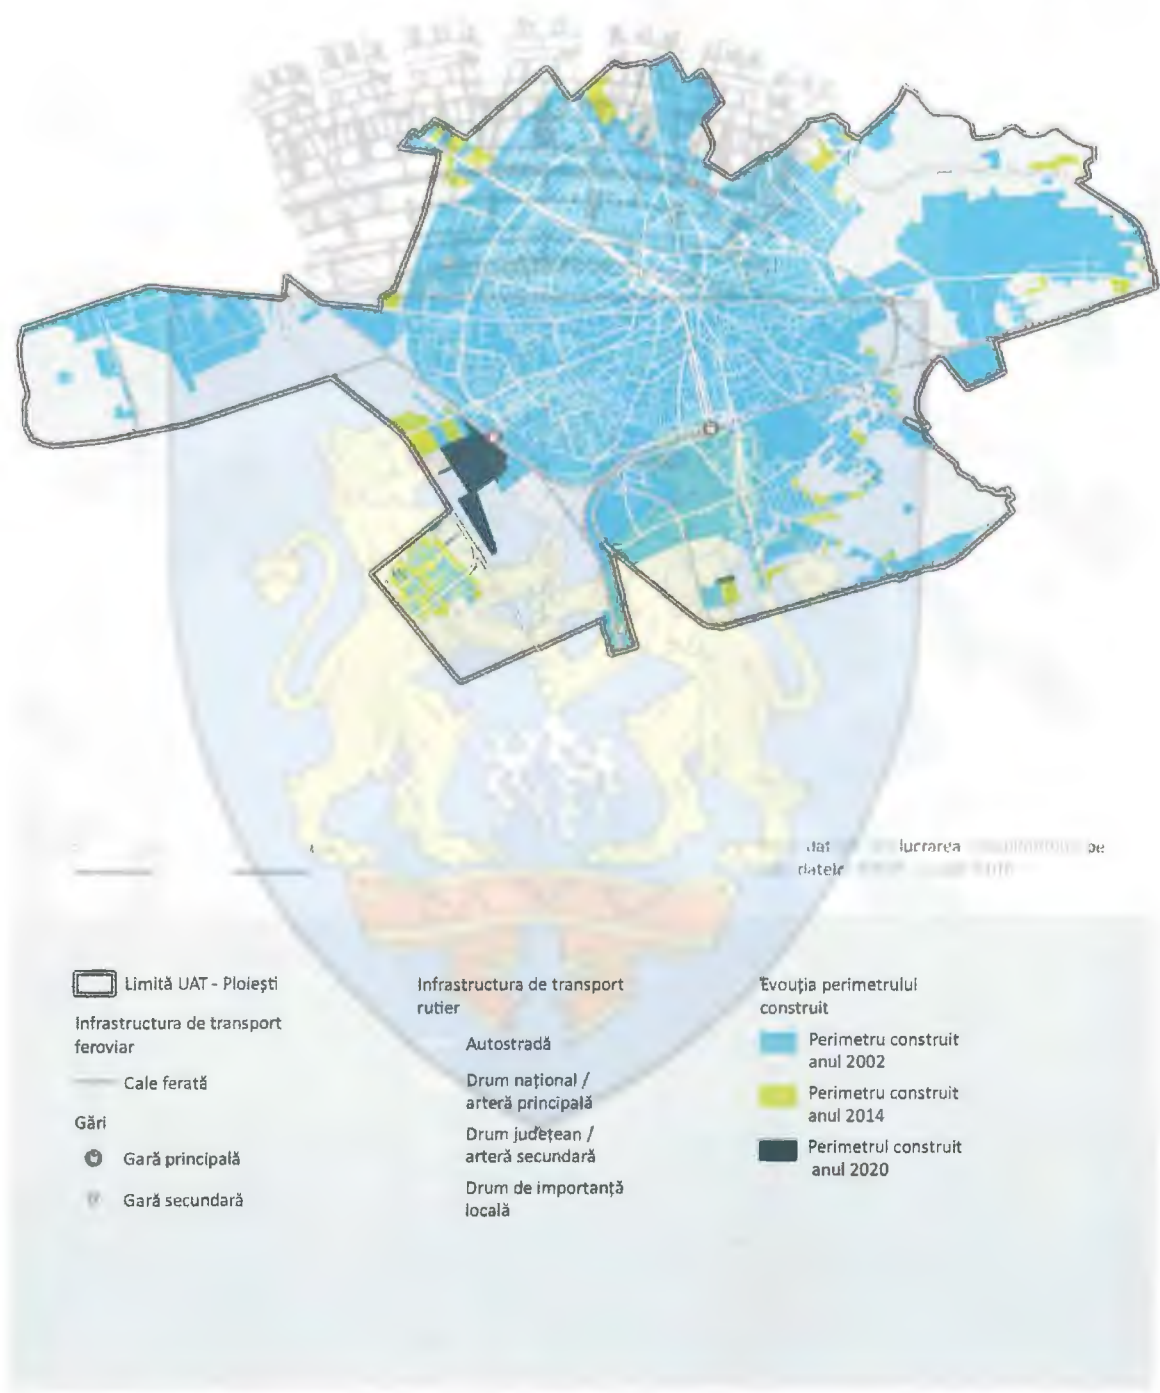 lucrarea
pe
datele
Limită UAT - Ploiești
Infrastructura de transport
feroviar
Cale ferată
Gări
Gară principală
Gară secundară
Infrastructura de transport
rutier
Autostradă
Drum național /
arteră principală
Drum județean /
arteră secundară
Drum de importanță
locală
Evouția perimetrului
construit
Perimetru construit
anul 2002
Perimetru construit
anul 2014
Perimetrul construit
anul 2020